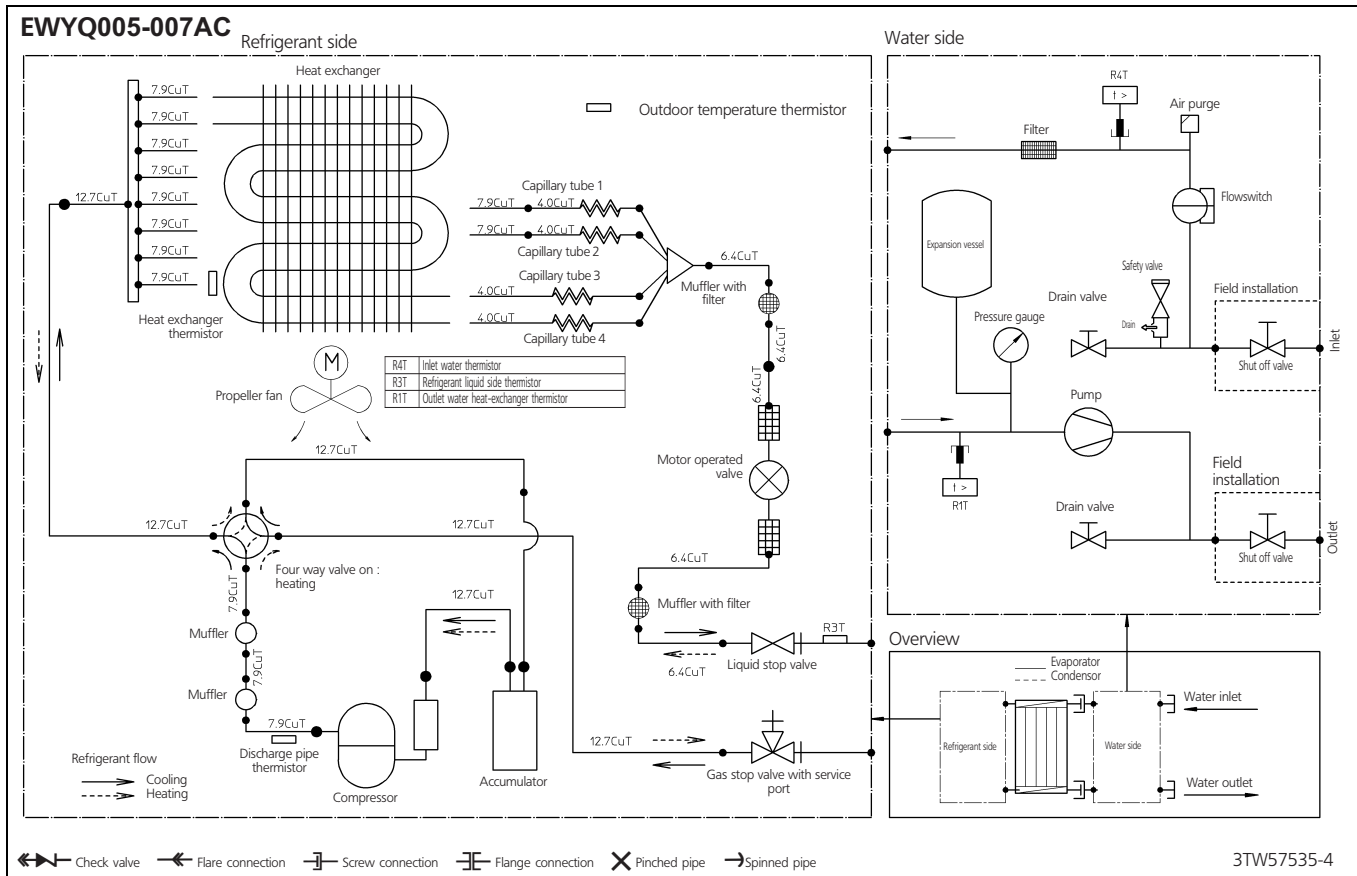 EWYQ005-007AC
Refrigerant side
Heat exchanger
7.9CuT
7.9CuT
7.9CuT
7.9CuT
7.9CuT
7.9CuT
7.9CuT
7.9CuT
12.7CuT
Heat exchanger
thermistor
Outdoor temperature thermistor
Capillary tube 1
7.9CuT
4.0CuT
7.9CuT
4.0CuT
Capillary tube 2
Capillary tube 3
4.0CuT
4.0CuT
Capillary tube 4
6.4CuT
Muffler with
filter
6.4CuT
6.4CuT
M
Propeller fan
R4T Inlet water thermistor
R3T Refrigerant liquid side thermistor
R1T Outlet water heat-exchanger thermistor
12.7CuT
Motor operated
valve
12.7CuT
12.7CuT
Four way valve on :
heating
6.4CuT
7.9CuT
Muffler
7.9CuT
Muffler
12.7CuT
Muffler with filter
R3T
Liquid stop valve
6.4CuT
7.9CuT
Discharge pipe
thermistor
Compressor
Accumulator
12.7CuT
Gas stop valve with service
port
Refrigerant flow
Cooling
Heating
Water side
R4T
t >
Air purge
Filter
Flowswitch
Expansion vessel
Safety valve
Drain valve
Drain
Field installation
Pressure gauge
Shut off valve
Inlet
Pump
t >
R1T
Field
installation
Drain valve
Shut off valve
Outlet
Overview
Evaporator
Condensor
Water inlet
Refrigerant side
Water side
Water outlet
Check valve
Flare connection
Screw connection
Flange connection
Pinched pipe
Spinned pipe
3TW57535-4